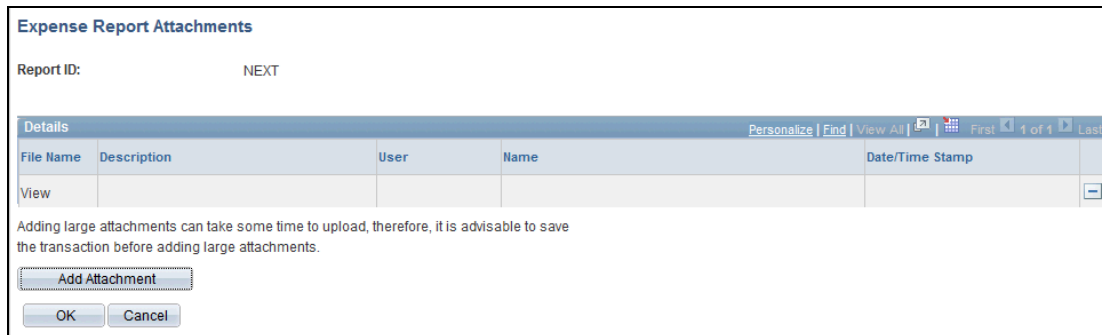 Expense Report Attachments
Report ID: NEXT
Details Personalize | Find | View All | | First 1 of 1 Last
File Name Description User Name Date/Time Stamp
View
Adding large attachments can take some time to upload, therefore, it is advisable to save
the transaction before adding large attachments.
Add Attachment
OK Cancel